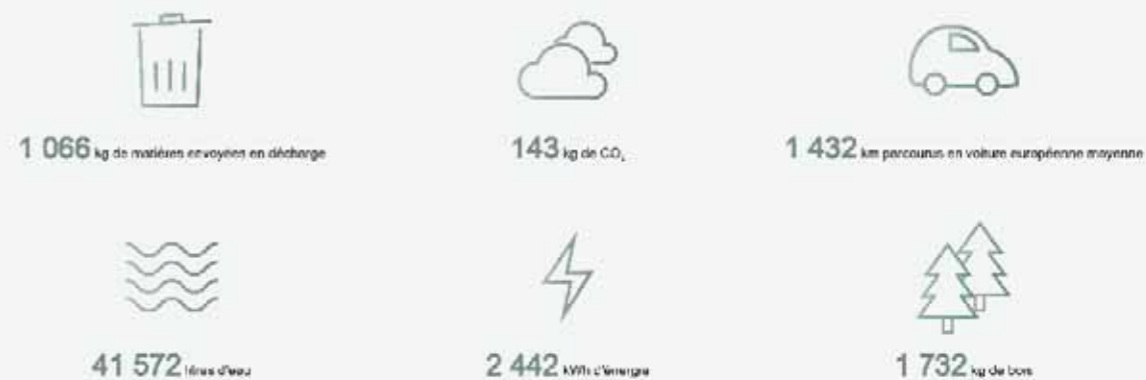 1 066 kg de matières envoyées en décharge
143 kg de CO₂
1 432 km parcourus en voiture européenne moyenne
41 572 litres d'eau
2 442 kWh d'énergie
1 732 kg de bois